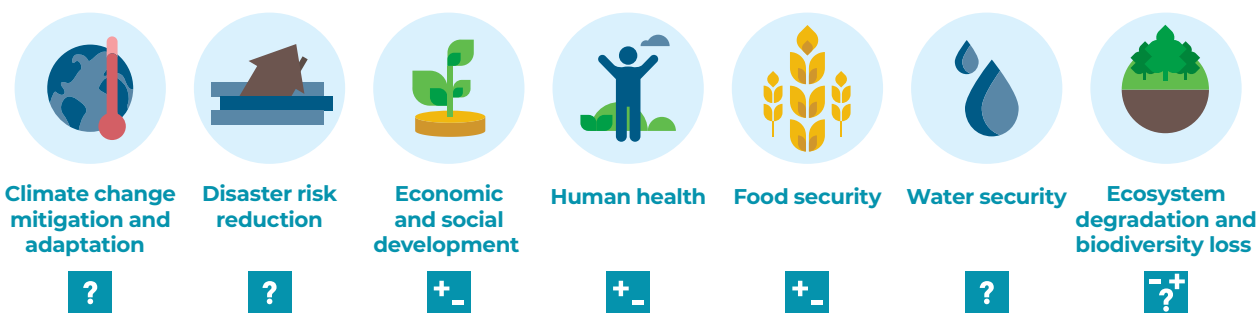 Climate change
mitigation and
adaptation
Disaster risk
reduction
Economic
and social
development
Human health
Food security
Water security
Ecosystem
degradation and
biodiversity loss
?
?
+ -
+ -
+ -
?
- + ?